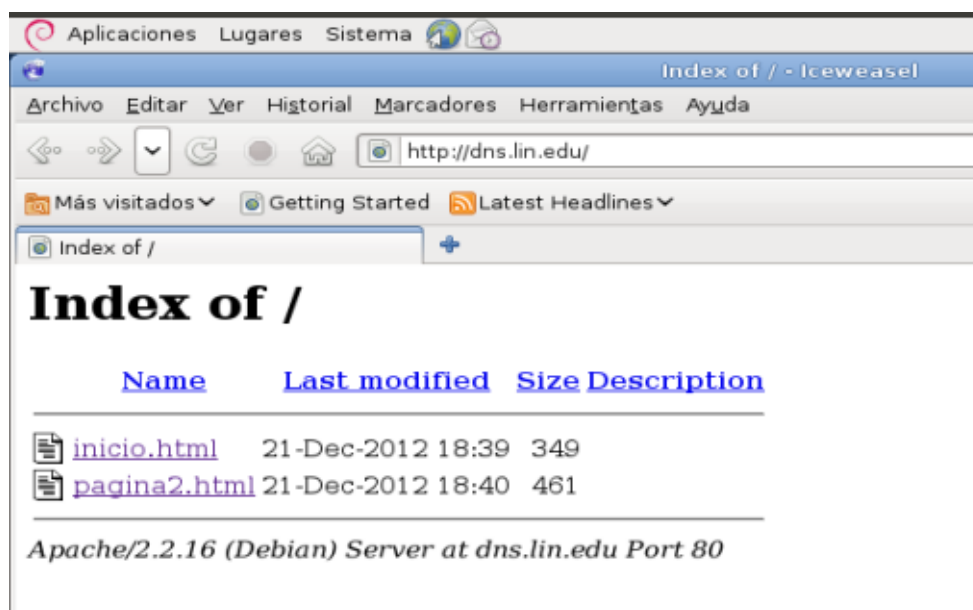 Aplicaciones Lugares Sistema
Index of / - Iceweasel
Archivo Editar Ver Historial Marcadores Herramientas Ayuda
http://dns.lin.edu/
Más visitados Getting Started Latest Headlines
Index of /
Index of /
Name Last modified Size Description
inicio.html 21-Dec-2012 18:39 349
pagina2.html 21-Dec-2012 18:40 461
Apache/2.2.16 (Debian) Server at dns.lin.edu Port 80